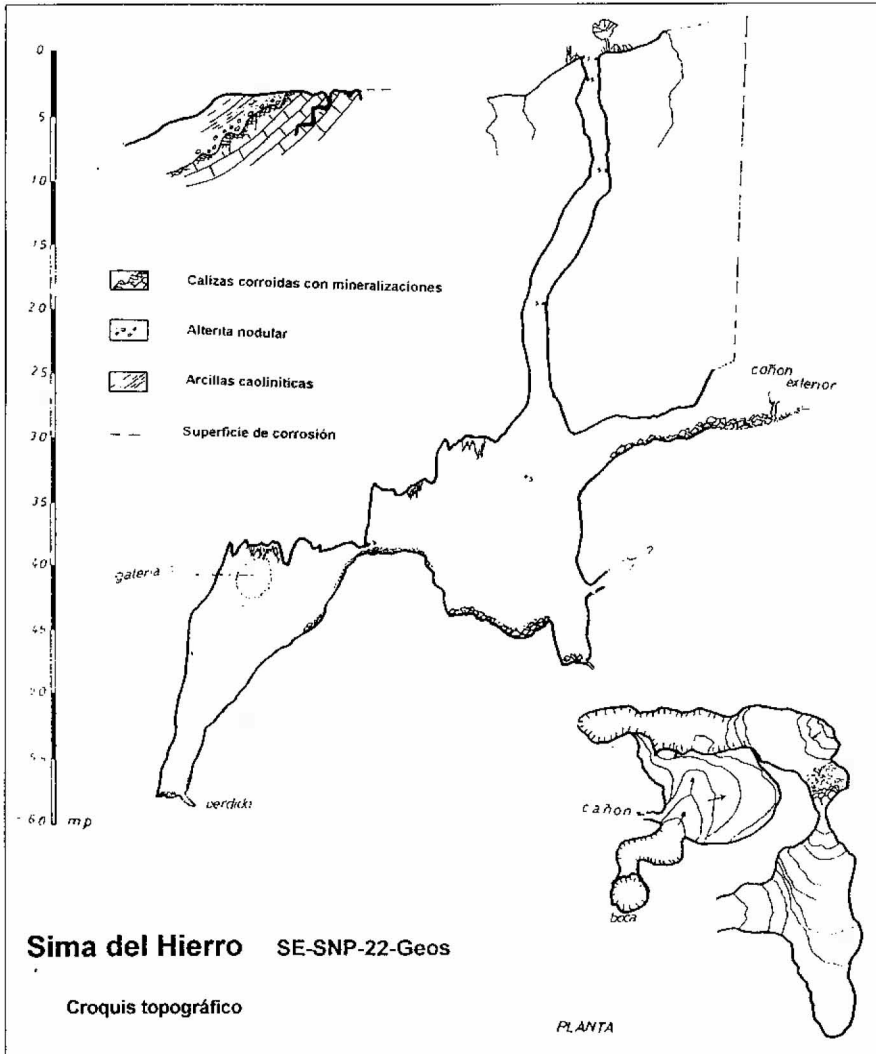 0
5
10
15
20
25
30
35
40
45
-60 mp
Calizas corroidas con mineralizaciones
Alterita nodular
Arcillas caoliniticas
Superficie de corrosión
cañon
exterior
?
galeria ?
cañon
boca
Sima del Hierro SE-SNP-22-Geos
Croquis topográfico
PLANTA